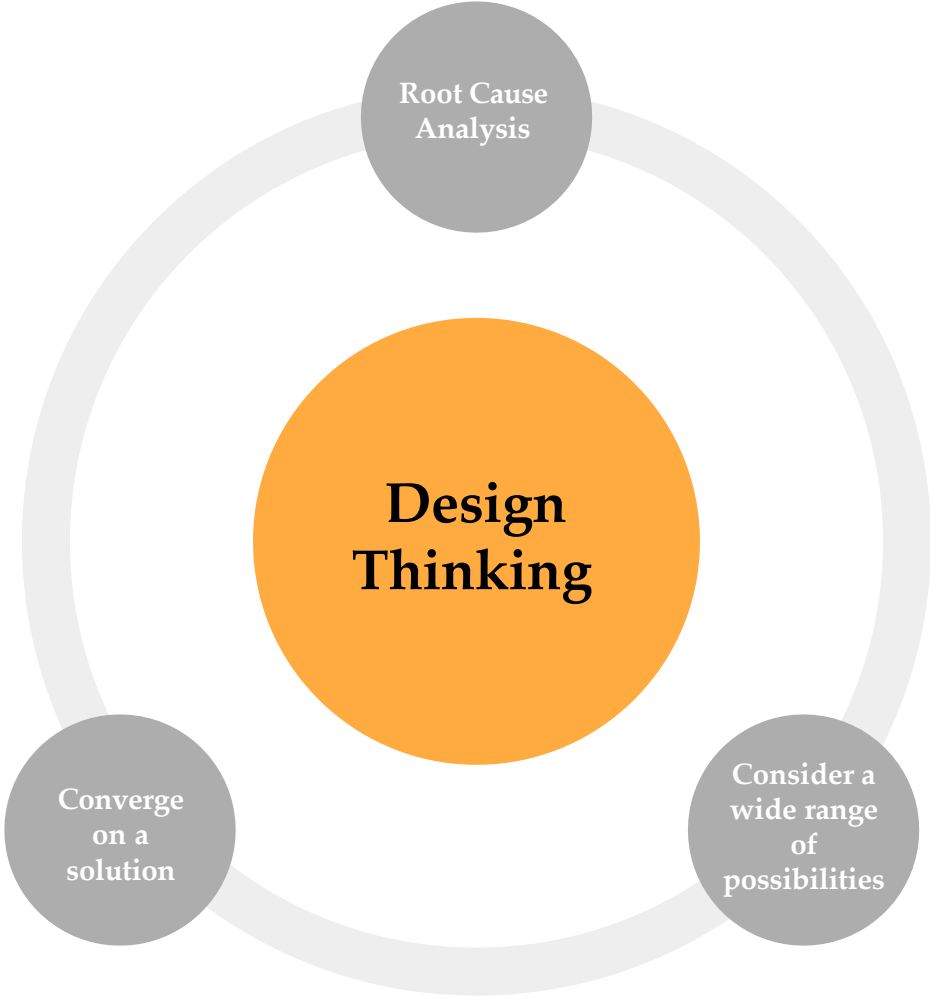 Root Cause
Analysis
Design
Thinking
Consider a
wide range
of
possibilities
Converge
on a
solution